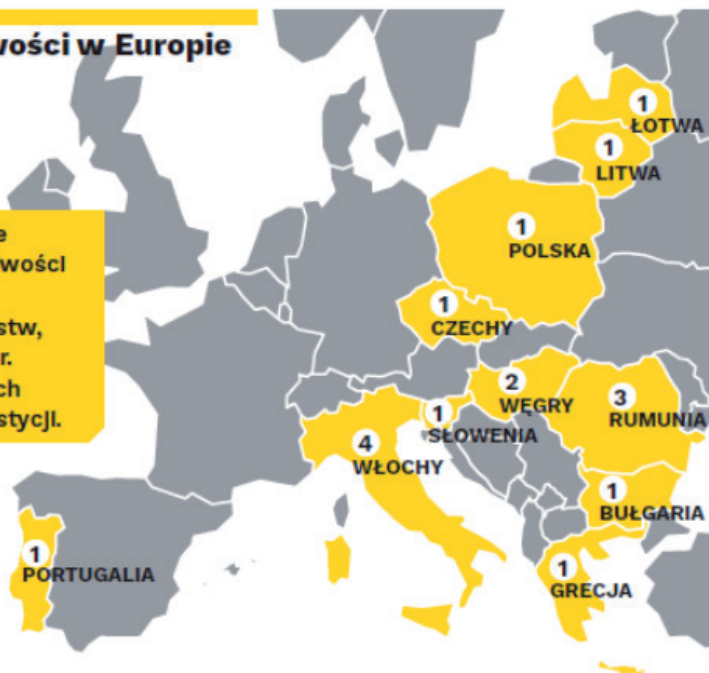 wości w Europie
1
ŁOTWA
1
LITWA
e
wości
stw,
r.
ch
stycjI.
1
POLSKA
1
CZECHY
2
WĘGRY
3
RUMUNIA
1
SŁOWENIA
4
WŁOCHY
1
BUŁGARIA
1
PORTUGALIA
1
GRECJA